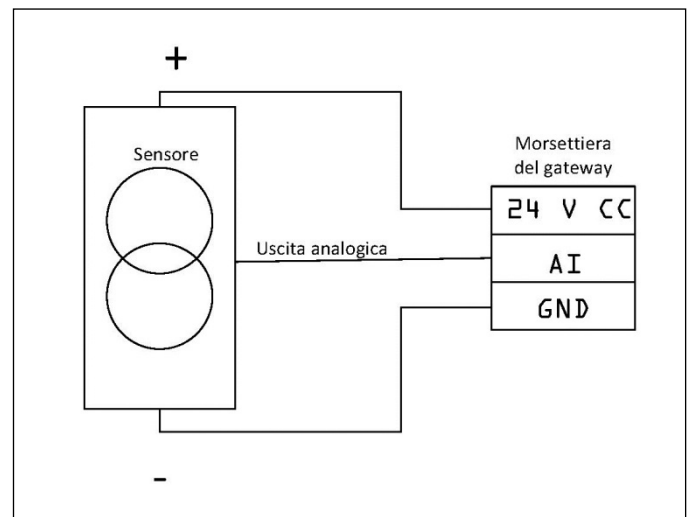 +
Sensore
Morsettiera
del gateway
24 V CC
Uscita analogica
AI
GND
-